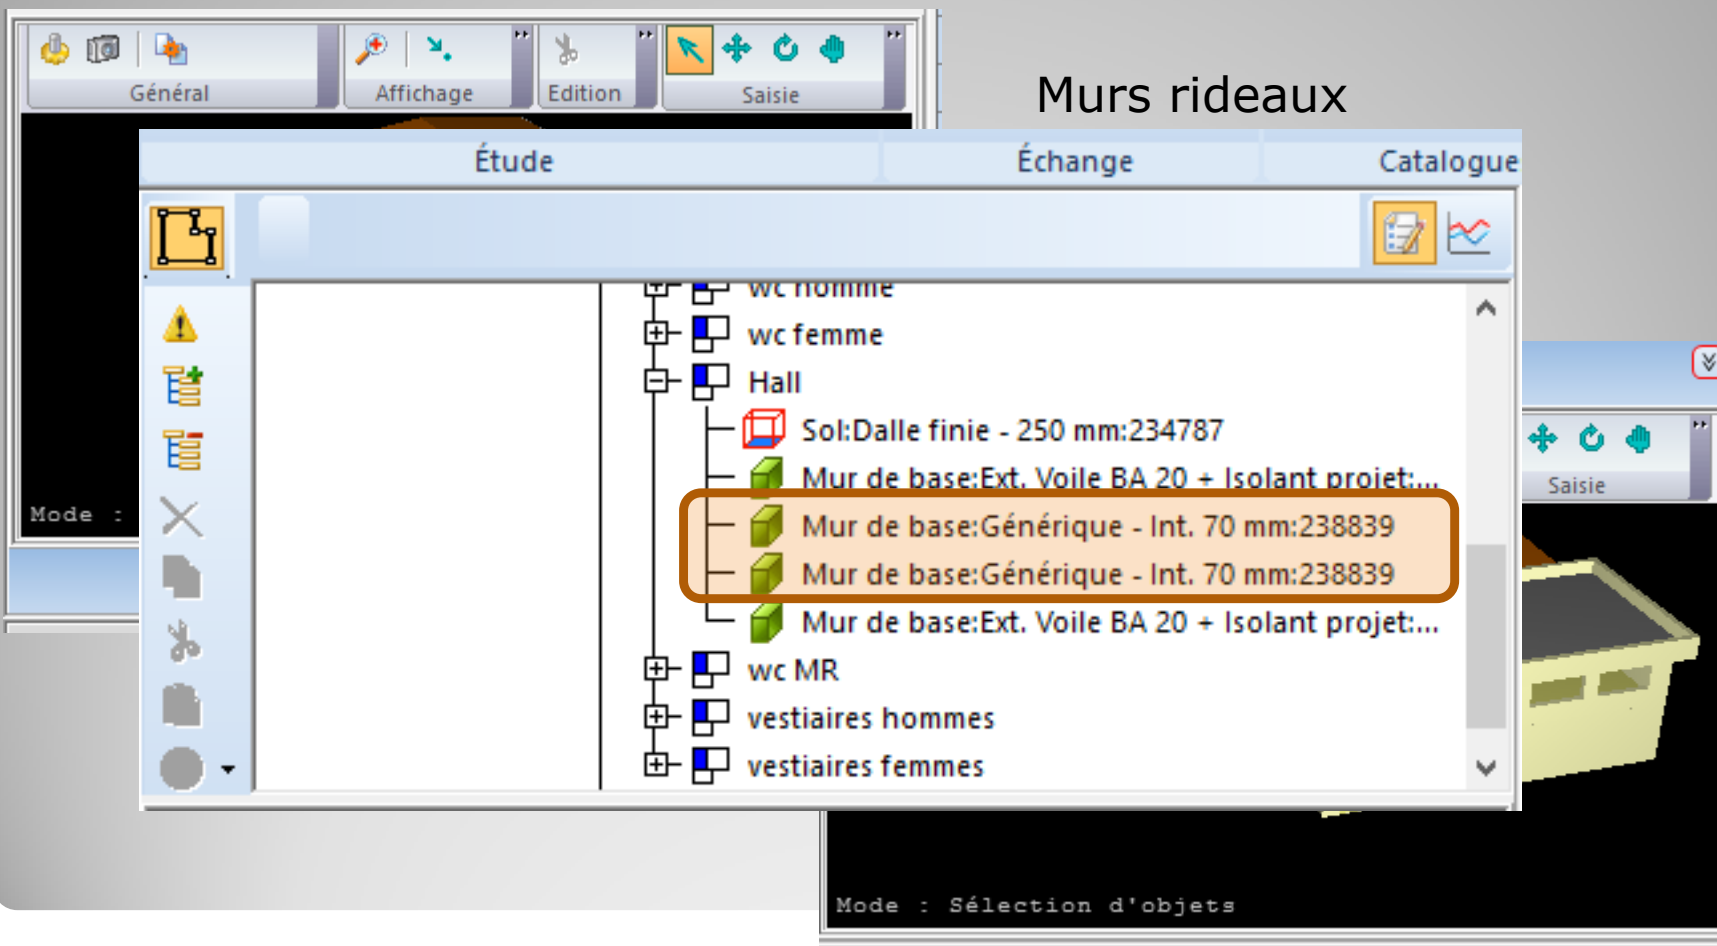 Général
Affichage
Edition
Saisie
Murs rideaux
Étude
Échange
Catalogue
wc homme
wc femme
Hall
Sol:Dalle finie - 250 mm:234787
Mur de base:Ext. Voile BA 20 + Isolant projet:...
Mur de base:Générique - Int. 70 mm:238839
Mur de base:Générique - Int. 70 mm:238839
Mur de base:Ext. Voile BA 20 + Isolant projet:...
wc MR
vestiaires hommes
vestiaires femmes
Mode :
Saisie
Mode : Sélection d'objets